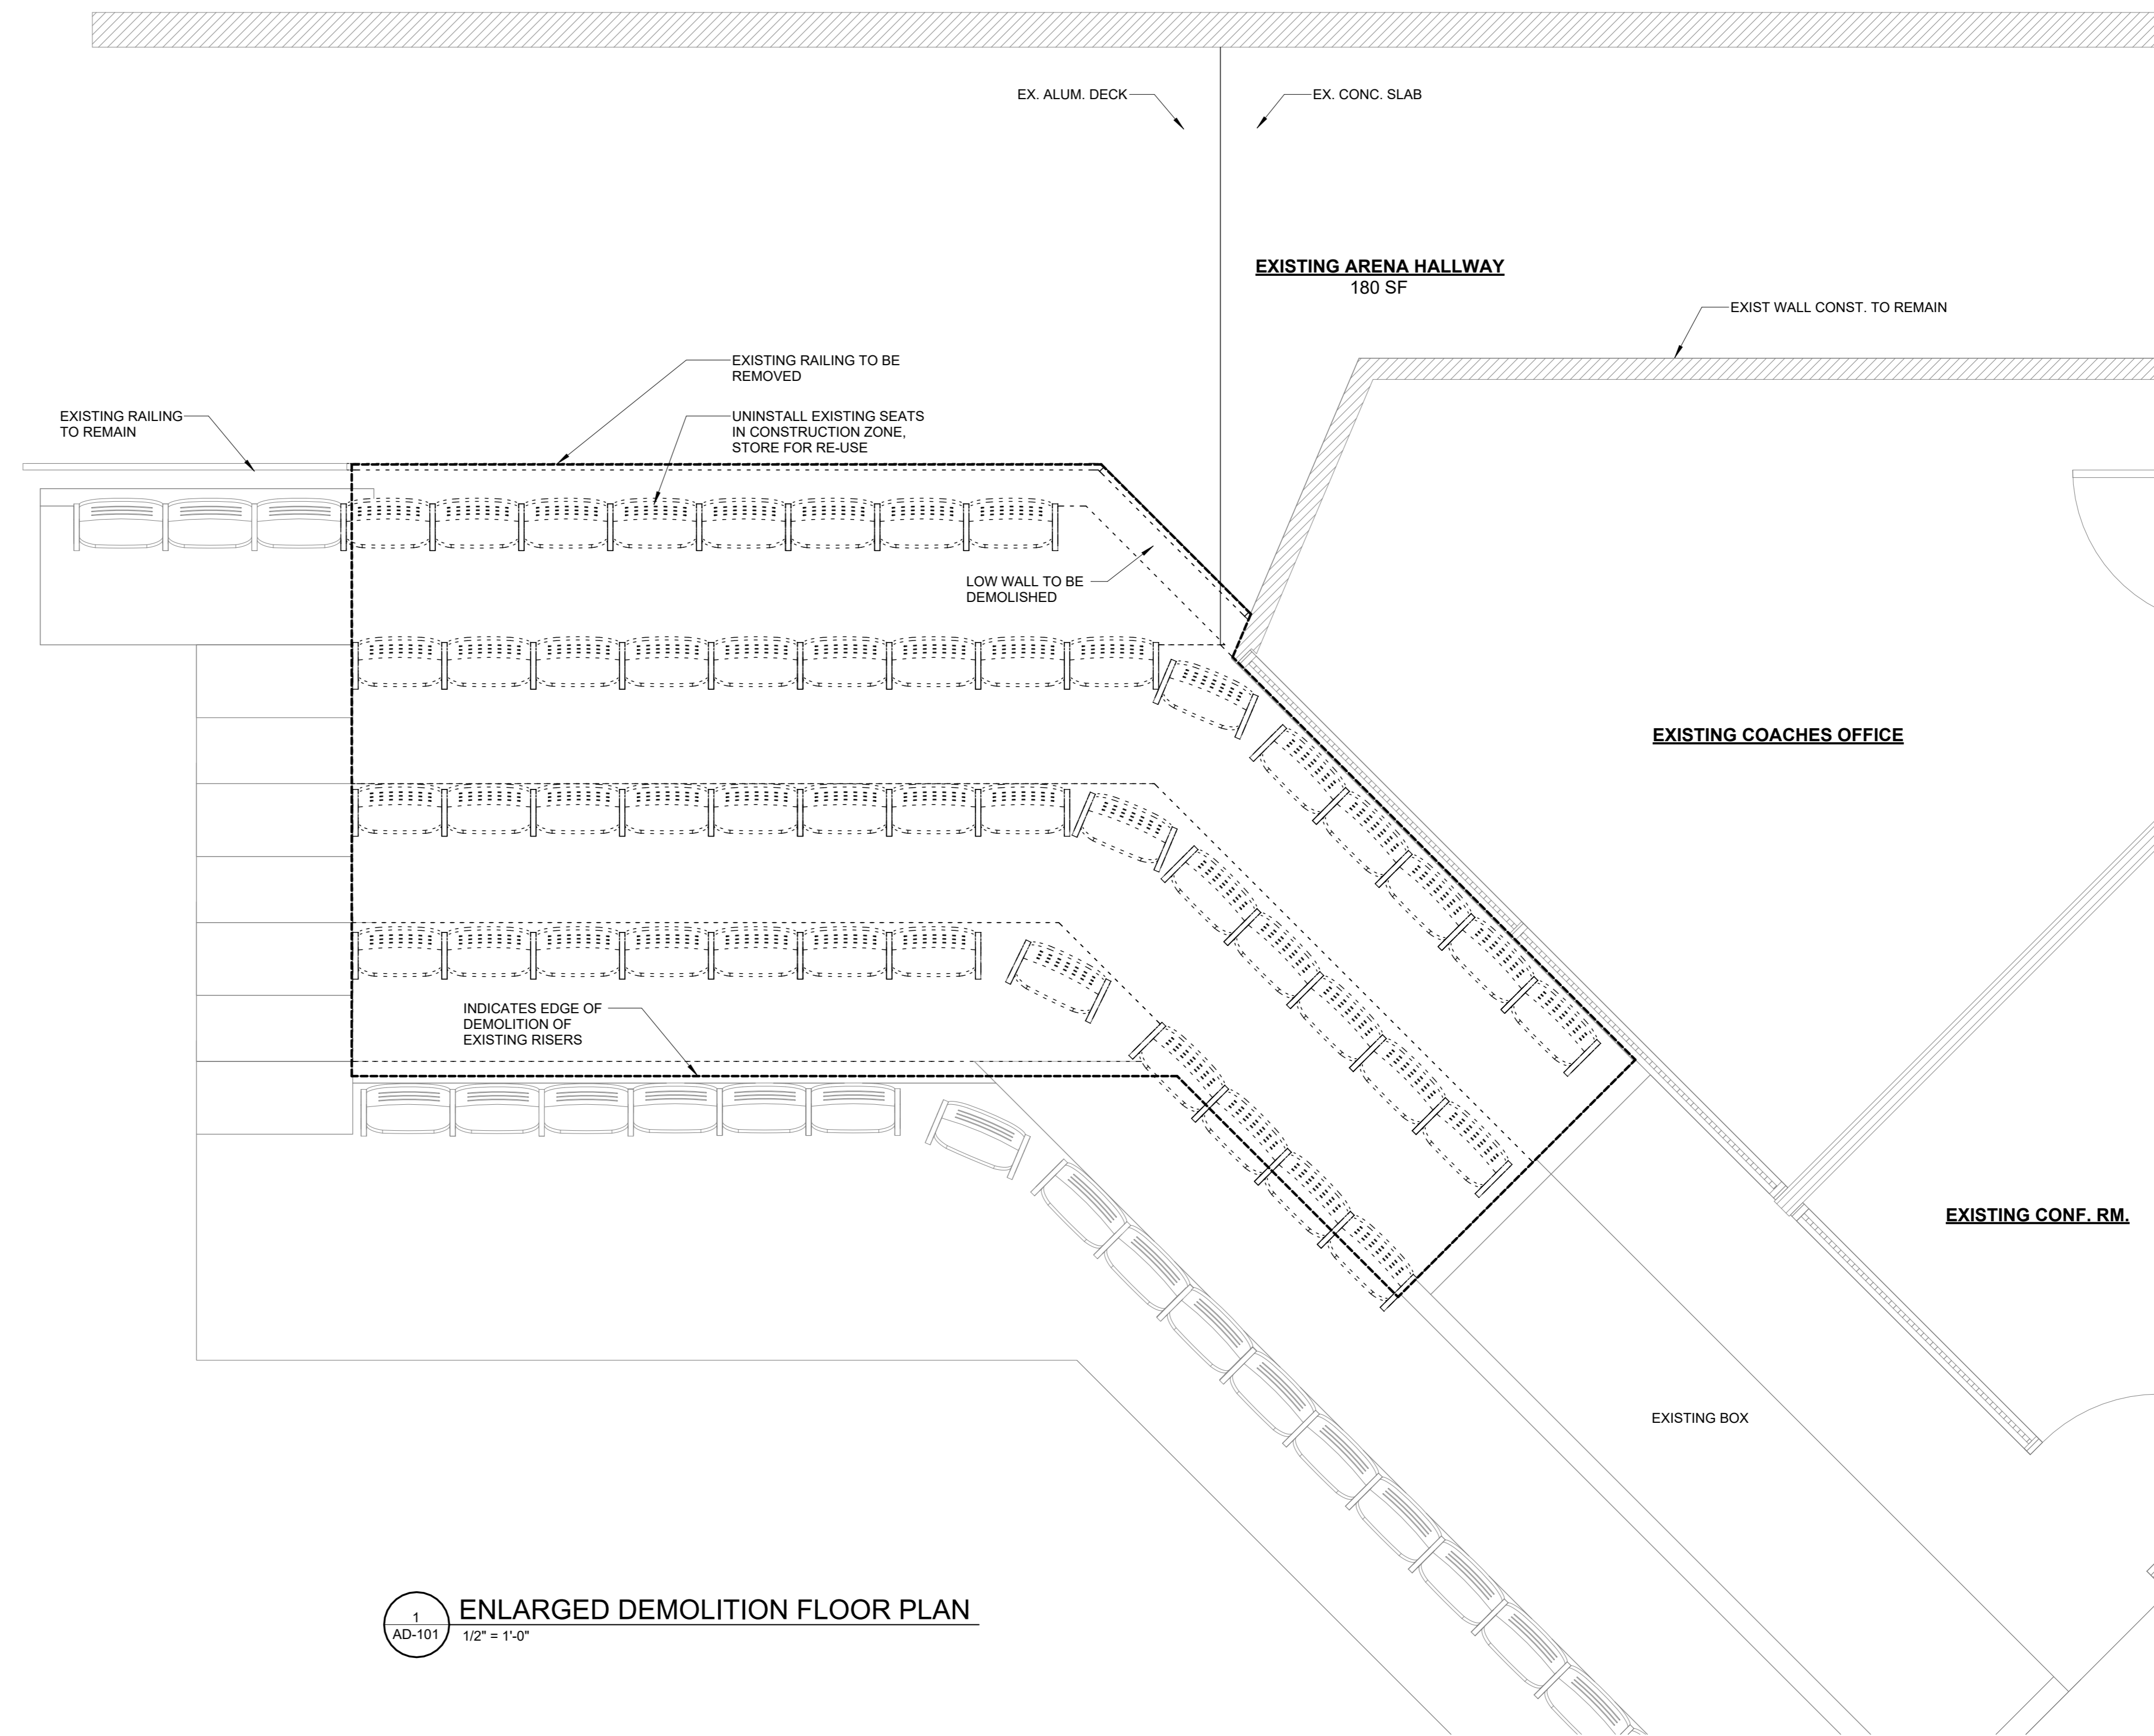 EX. ALUM. DECK
EX. CONC. SLAB
EXISTING ARENA HALLWAY
180 SF
EXIST WALL CONST. TO REMAIN
EXISTING RAILING TO BE
REMOVED
EXISTING RAILING
TO REMAIN
UNINSTALL EXISTING SEATS
IN CONSTRUCTION ZONE,
STORE FOR RE-USE
LOW WALL TO BE
DEMOLISHED
EXISTING COACHES OFFICE
INDICATES EDGE OF
DEMOLITION OF
EXISTING RISERS
EXISTING CONF. RM.
EXISTING BOX
1
AD-101
ENLARGED DEMOLITION FLOOR PLAN
1/2" = 1'-0"